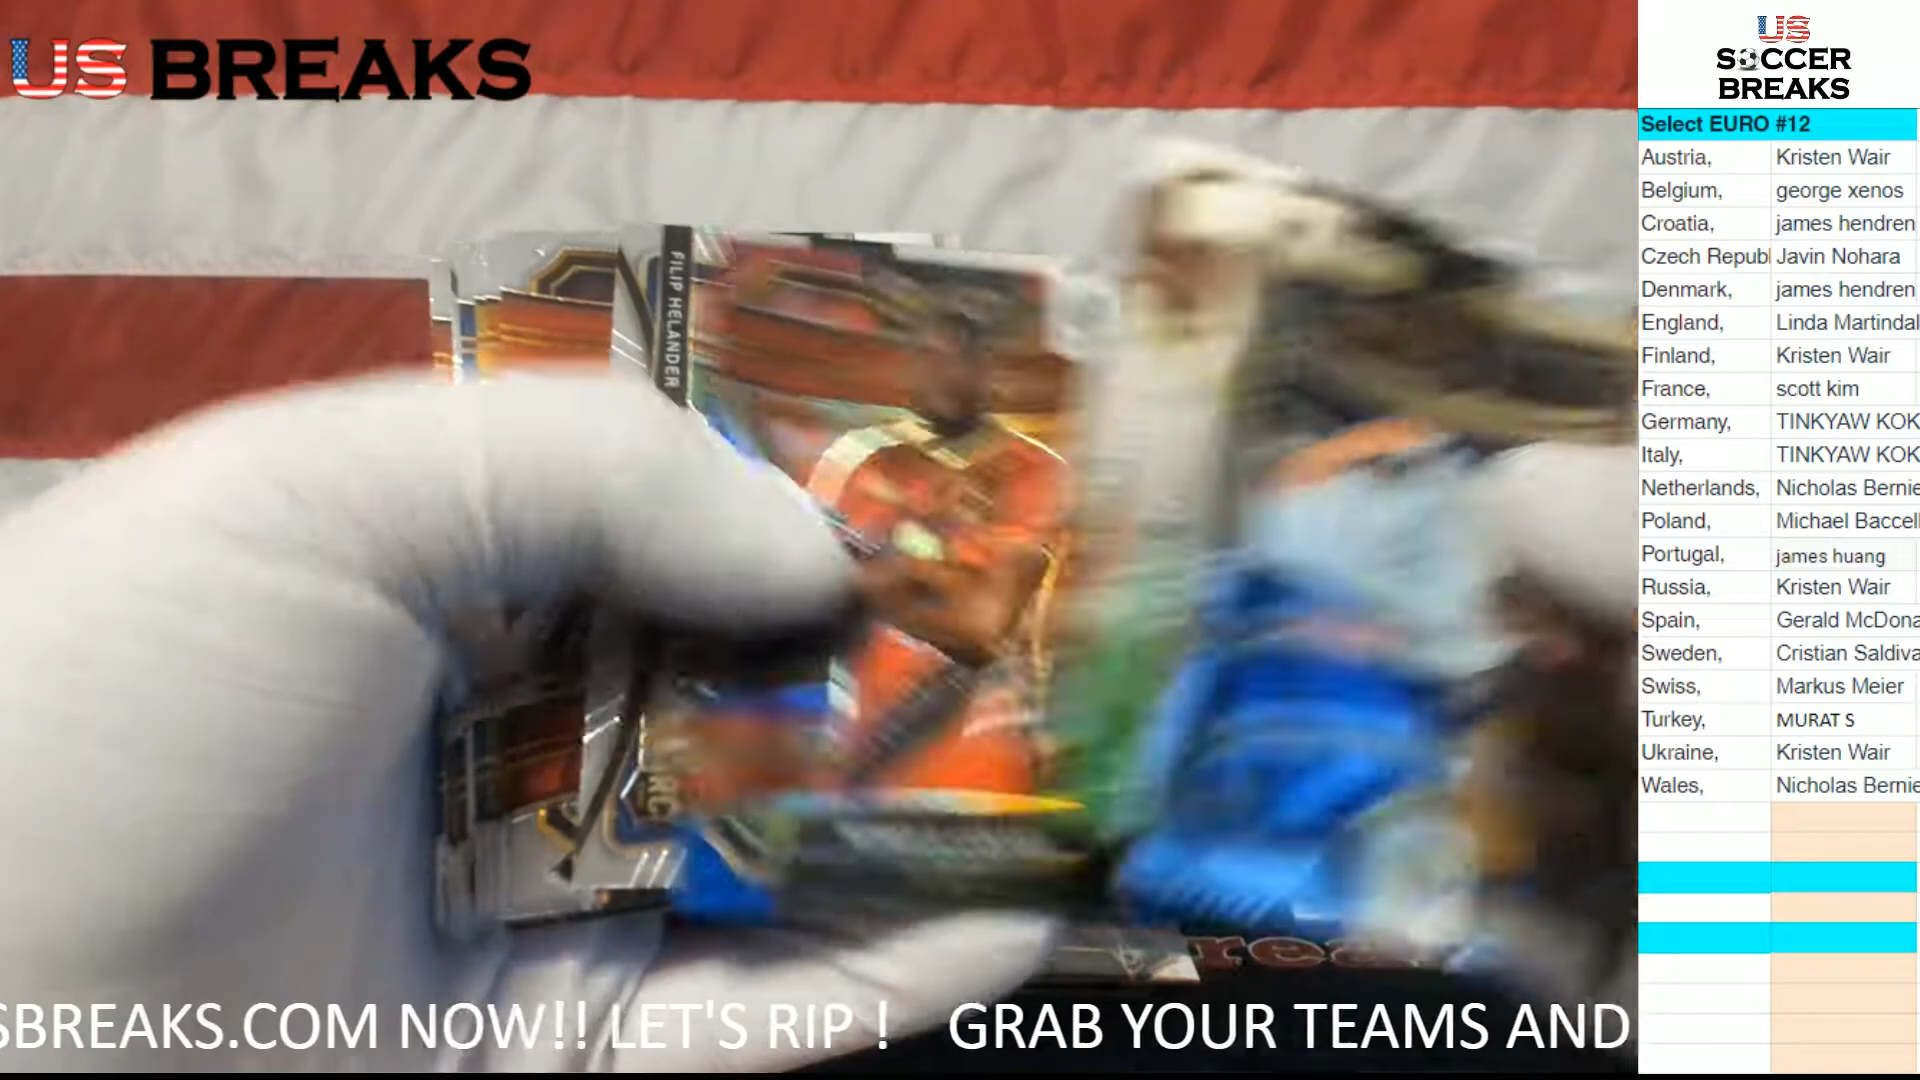 US BREAKS
US
SOCCER
BREAKS
Select EURO #12
Austria, Kristen Wair
Belgium, george xenos
Croatia, james hendren
Czech Republ Javin Nohara
Denmark, james hendren
England, Linda Martindal
Finland, Kristen Wair
France, scott kim
Germany, TINKYAW KOK
Italy, TINKYAW KOK
Netherlands, Nicholas Bernie
Poland, Michael Baccell
Portugal, james huang
Russia, Kristen Wair
Spain, Gerald McDona
Sweden, Cristian Saldiva
Swiss, Markus Meier
Turkey, MURAT S
Ukraine, Kristen Wair
Wales, Nicholas Bernie
FILIP HELANDER
SBREAKS.COM NOW!! LET'S RIP ! GRAB YOUR TEAMS AND